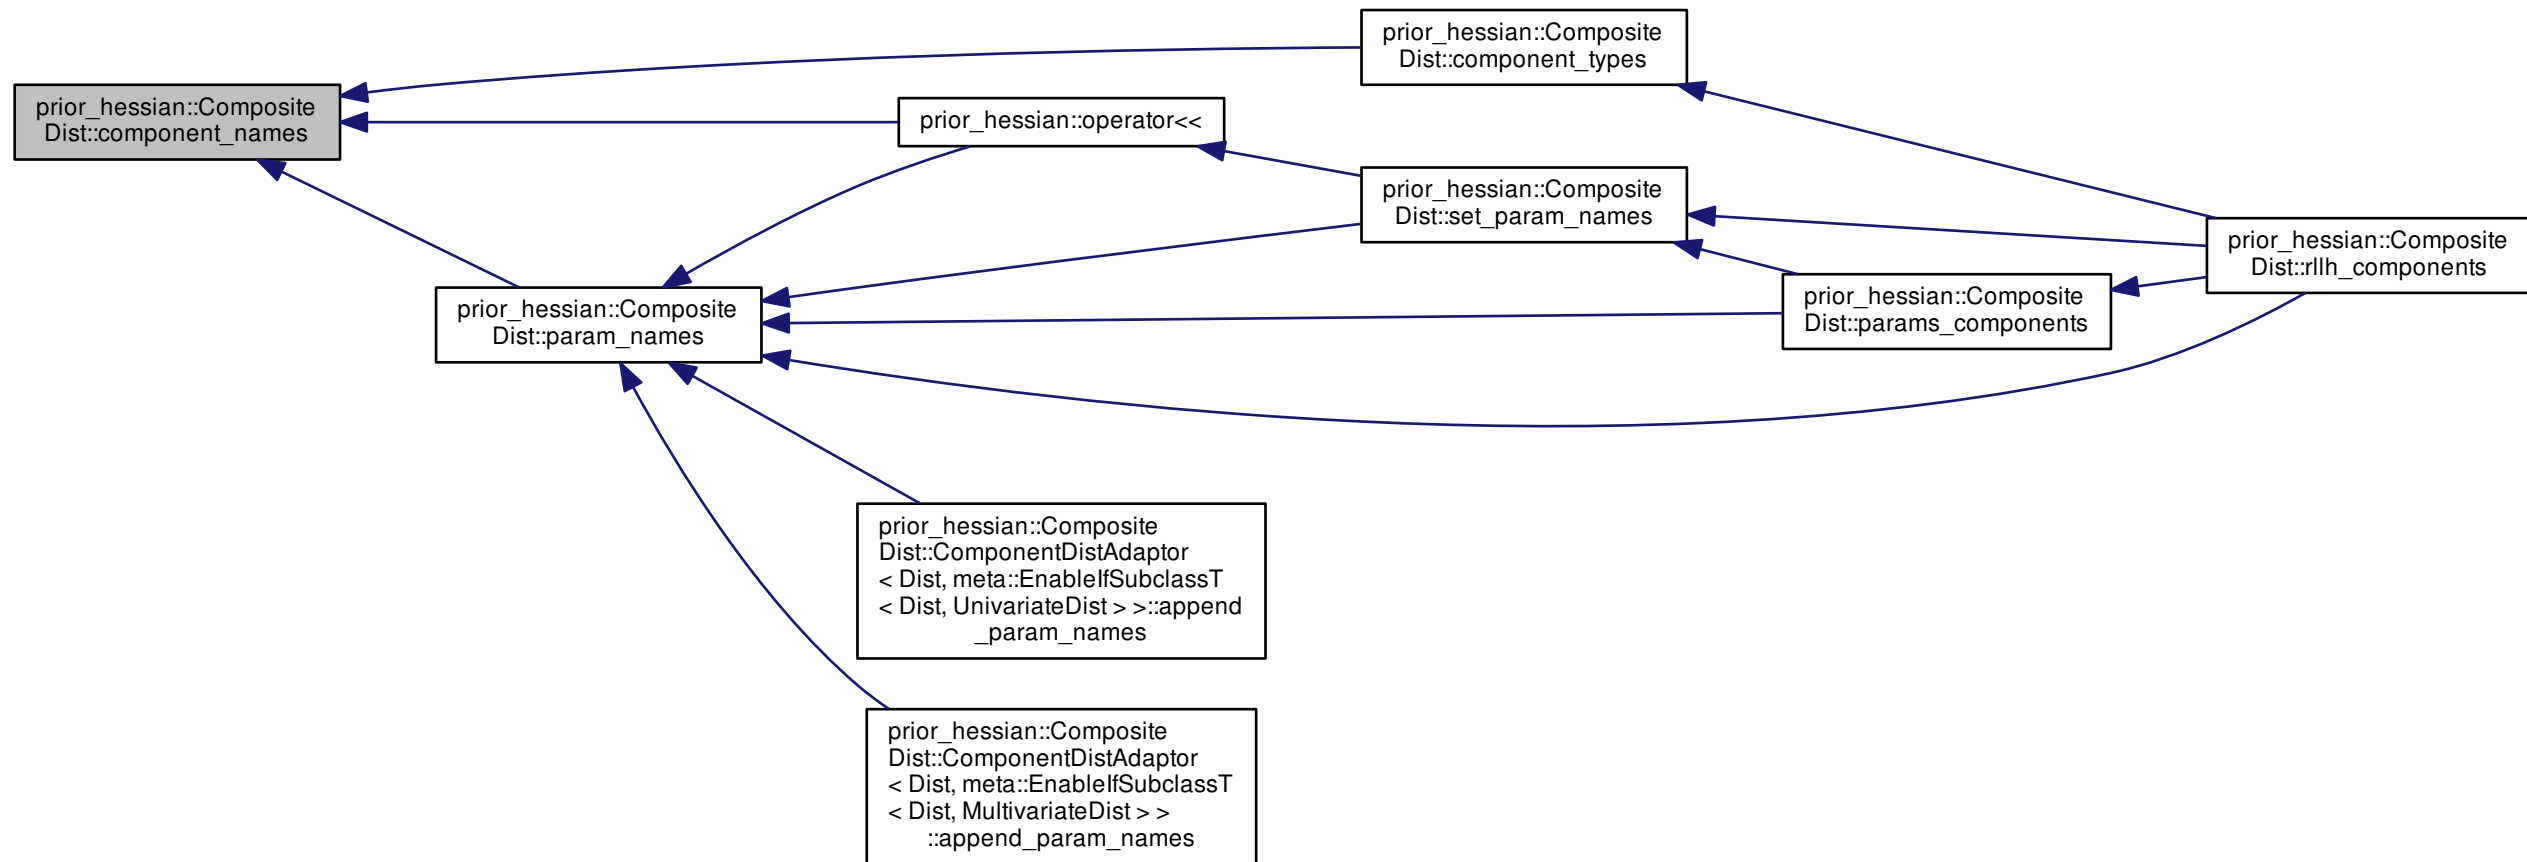 prior_hessian::Composite
Dist::component_names
prior_hessian::Composite
Dist::component_types
prior_hessian::operator<<
prior_hessian::Composite
Dist::set_param_names
prior_hessian::Composite
Dist::rllh_components
prior_hessian::Composite
Dist::params_components
prior_hessian::Composite
Dist::param_names
prior_hessian::Composite
Dist::ComponentDistAdaptor
< Dist, meta::EnableIfSubclassT
< Dist, UnivariateDist > >::append
_param_names
prior_hessian::Composite
Dist::ComponentDistAdaptor
< Dist, meta::EnableIfSubclassT
< Dist, MultivariateDist > >
::append_param_names